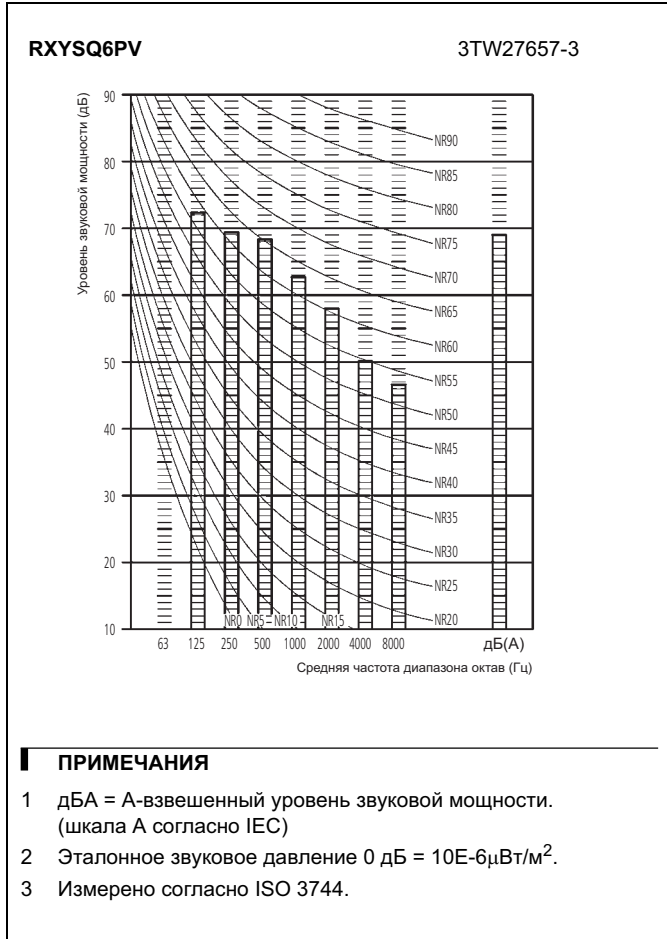 RXYSQ6PV 3TW27657-3
Уровень звуковой мощности (дБ)
90
80
70
60
50
40
30
20
10
NR90
NR85
NR80
NR75
NR70
NR65
NR60
NR55
NR50
NR45
NR40
NR35
NR30
NR25
NR20
NR0 NR5 NR10 NR15
63 125 250 500 1000 2000 4000 8000 дБ(А)
Средняя частота диапазона октав (Гц)
ПРИМЕЧАНИЯ
1 дБА = А-взвешенный уровень звуковой мощности.
(шкала А согласно IEC)
2 Эталонное звуковое давление 0 дБ = 10E-6μВт/м².
3 Измерено согласно ISO 3744.